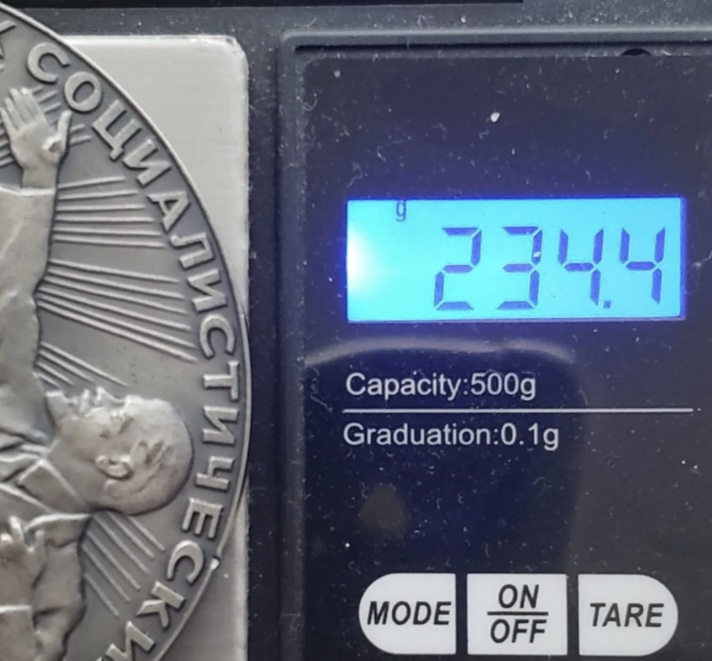 СОЦИАЛИСТИЧЕСКИ
g
234.4
Capacity:500g
Graduation:0.1g
MODE
ON
OFF
TARE